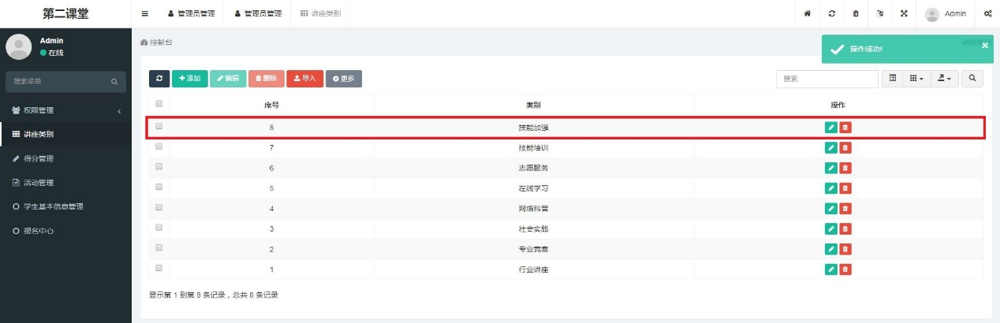 第二课堂
管理员管理
管理员管理
讲座类别
Admin
Admin
在线
控制台
讲座类别
操作成功!
搜索菜单
权限管理
讲座类别
得分管理
活动管理
学生基本信息管理
报名中心
添加
编辑
删除
导入
更多
搜索
序号 类别 操作
8 技能加强
7 技能培训
6 志愿服务
5 在线学习
4 网络科普
3 社会实践
2 专业竞赛
1 行业讲座
显示第 1 到第 8 条记录，总共 8 条记录